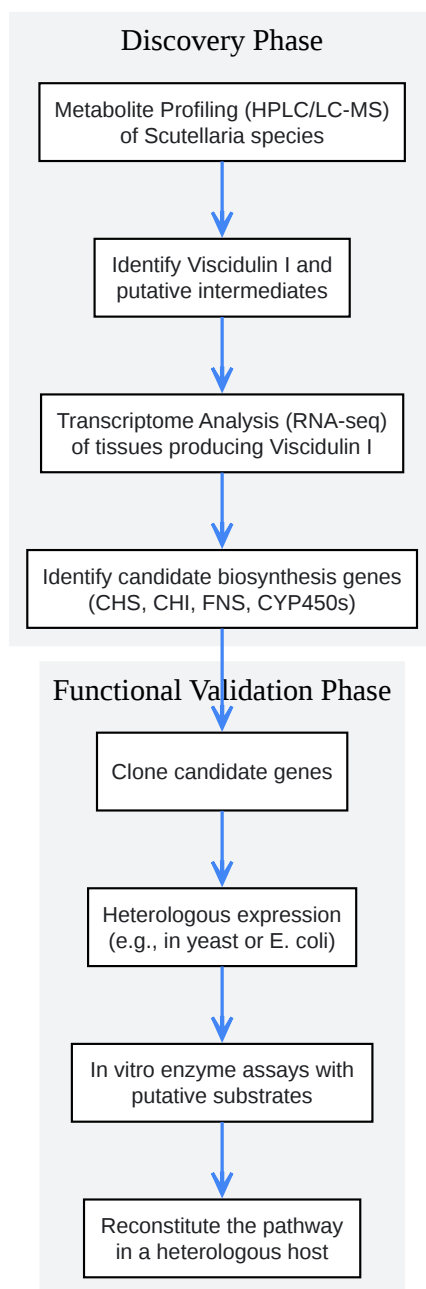 Discovery Phase
Metabolite Profiling (HPLC/LC-MS)
of Scutellaria species
Identify Viscidulin I and
putative intermediates
Transcriptome Analysis (RNA-seq)
of tissues producing Viscidulin I
Identify candidate biosynthesis genes
(CHS, CHI, FNS, CYP450s)
Functional Validation Phase
Clone candidate genes
Heterologous expression
(e.g., in yeast or E. coli)
In vitro enzyme assays with
putative substrates
Reconstitute the pathway
in a heterologous host